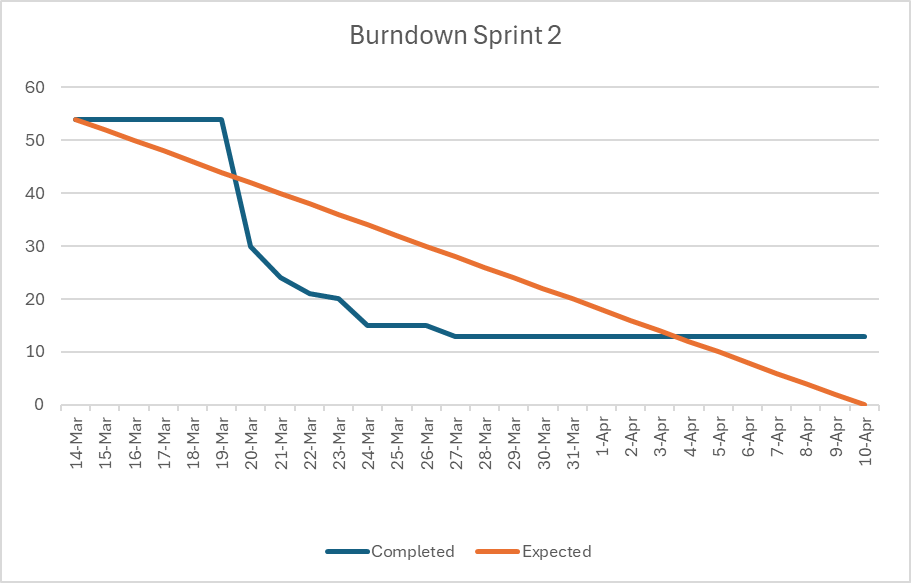 Burndown Sprint 2
60
50
40
30
20
10
0
14-Mar
15-Mar
16-Mar
17-Mar
18-Mar
19-Mar
20-Mar
21-Mar
22-Mar
23-Mar
24-Mar
25-Mar
26-Mar
27-Mar
28-Mar
29-Mar
30-Mar
31-Mar
1-Apr
2-Apr
3-Apr
4-Apr
5-Apr
6-Apr
7-Apr
8-Apr
9-Apr
10-Apr
Completed Expected